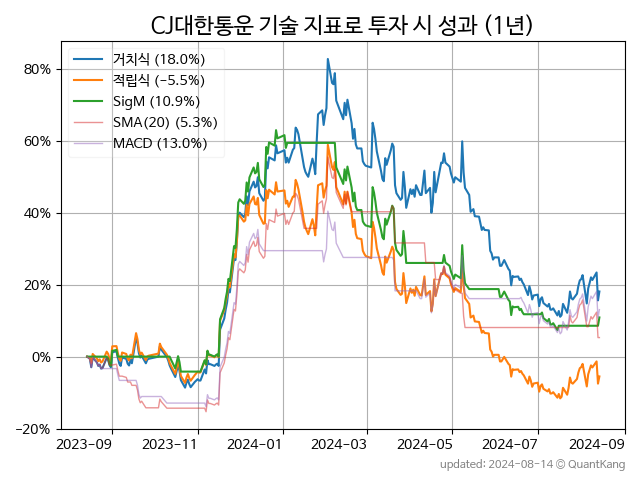 CJ대한통운 기술 지표로 투자 시 성과 (1년)
거치식 (18.0%)
적립식 (−5.5%)
SigM (10.9%)
SMA(20) (5.3%)
MACD (13.0%)
80%
60%
40%
20%
0%
−20%
2023−09 2023−11 2024−01 2024−03 2024−05 2024−07 2024−09
updated: 2024−08−14 © QuantKang